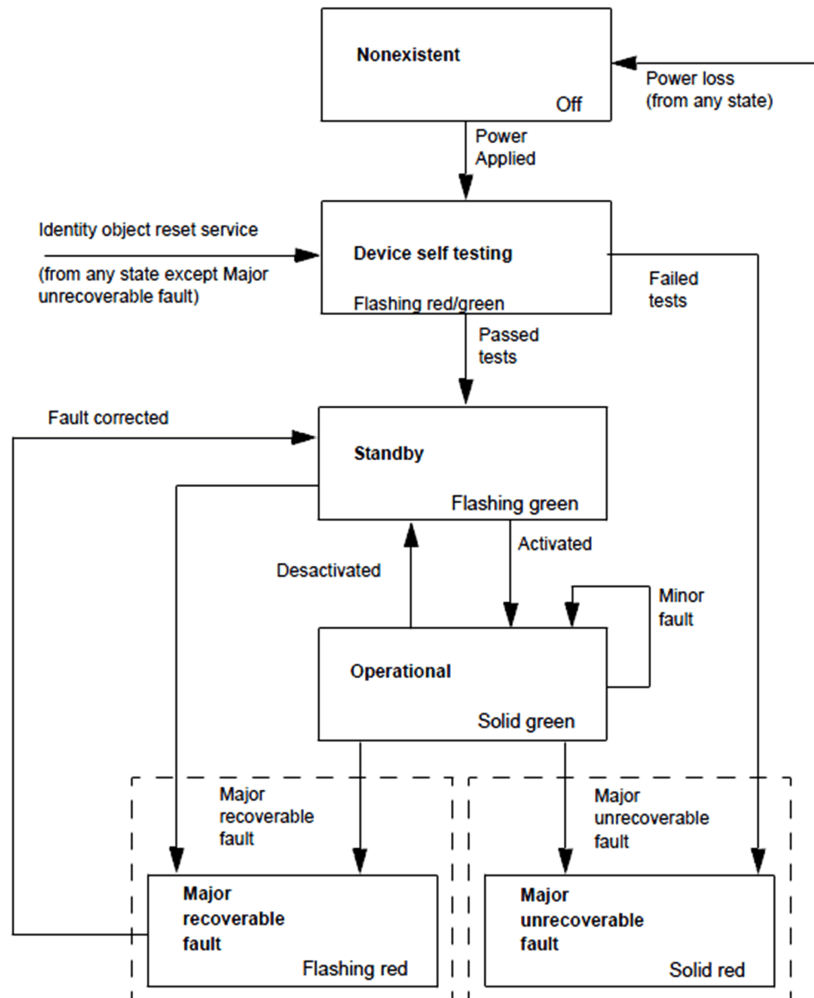 Nonexistent
Off
Power loss
(from any state)
Power
Applied
Identity object reset service
(from any state except Major
unrecoverable fault)
Device self testing
Flashing red/green
Failed
tests
Passed
tests
Fault corrected
Standby
Flashing green
Activated
Desactivated
Minor
fault
Operational
Solid green
Major
recoverable
fault
Major
unrecoverable
fault
Major
recoverable
fault
Flashing red
Major
unrecoverable
fault
Solid red